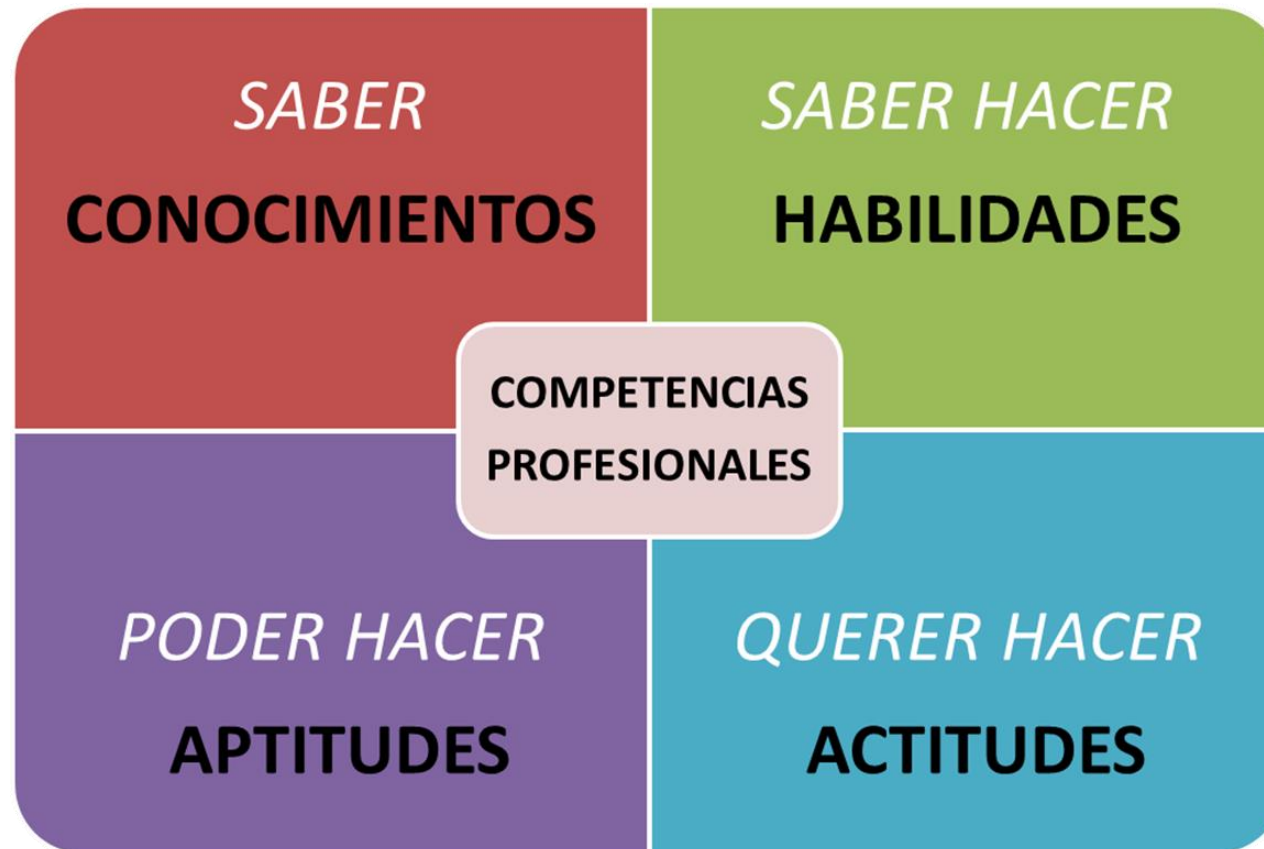 SABER
CONOCIMIENTOS
SABER HACER
HABILIDADES
COMPETENCIAS
PROFESIONALES
PODER HACER
APTITUDES
QUERER HACER
ACTITUDES